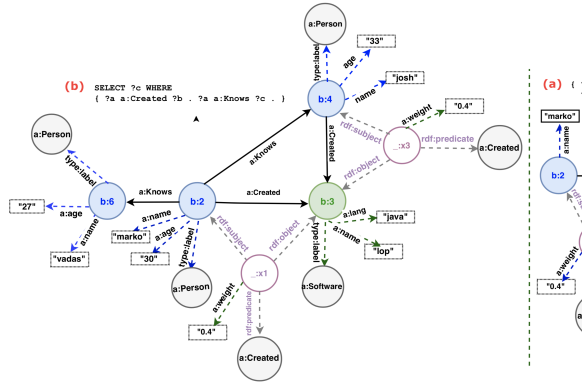 a:Person
"33"
type:label
age
(b)
SELECT ?c WHERE
{ ?a a:Created ?b . ?a a:Knows ?c . }
"josh"
name
b:4
"0.4"
a:weight
rdf:subject
_:x3
rdf:predicate
a:Created
a:Created
rdf:object
a:Knows
a:Person
type:label
"27"
a:age
b:6
a:Knows
b:2
a:Created
b:3
a:name
"vadas"
a:name
"marko"
a:age
"30"
type:label
a:Person
rdf:subject
rdf:object
_:x1
a:lang
"java"
a:name
"lop"
type:label
a:Software
a:weight
"0.4"
rdf:predicate
a:Created
(a)
{
"marko"
a:name
b:2
a:weight
"0.4"